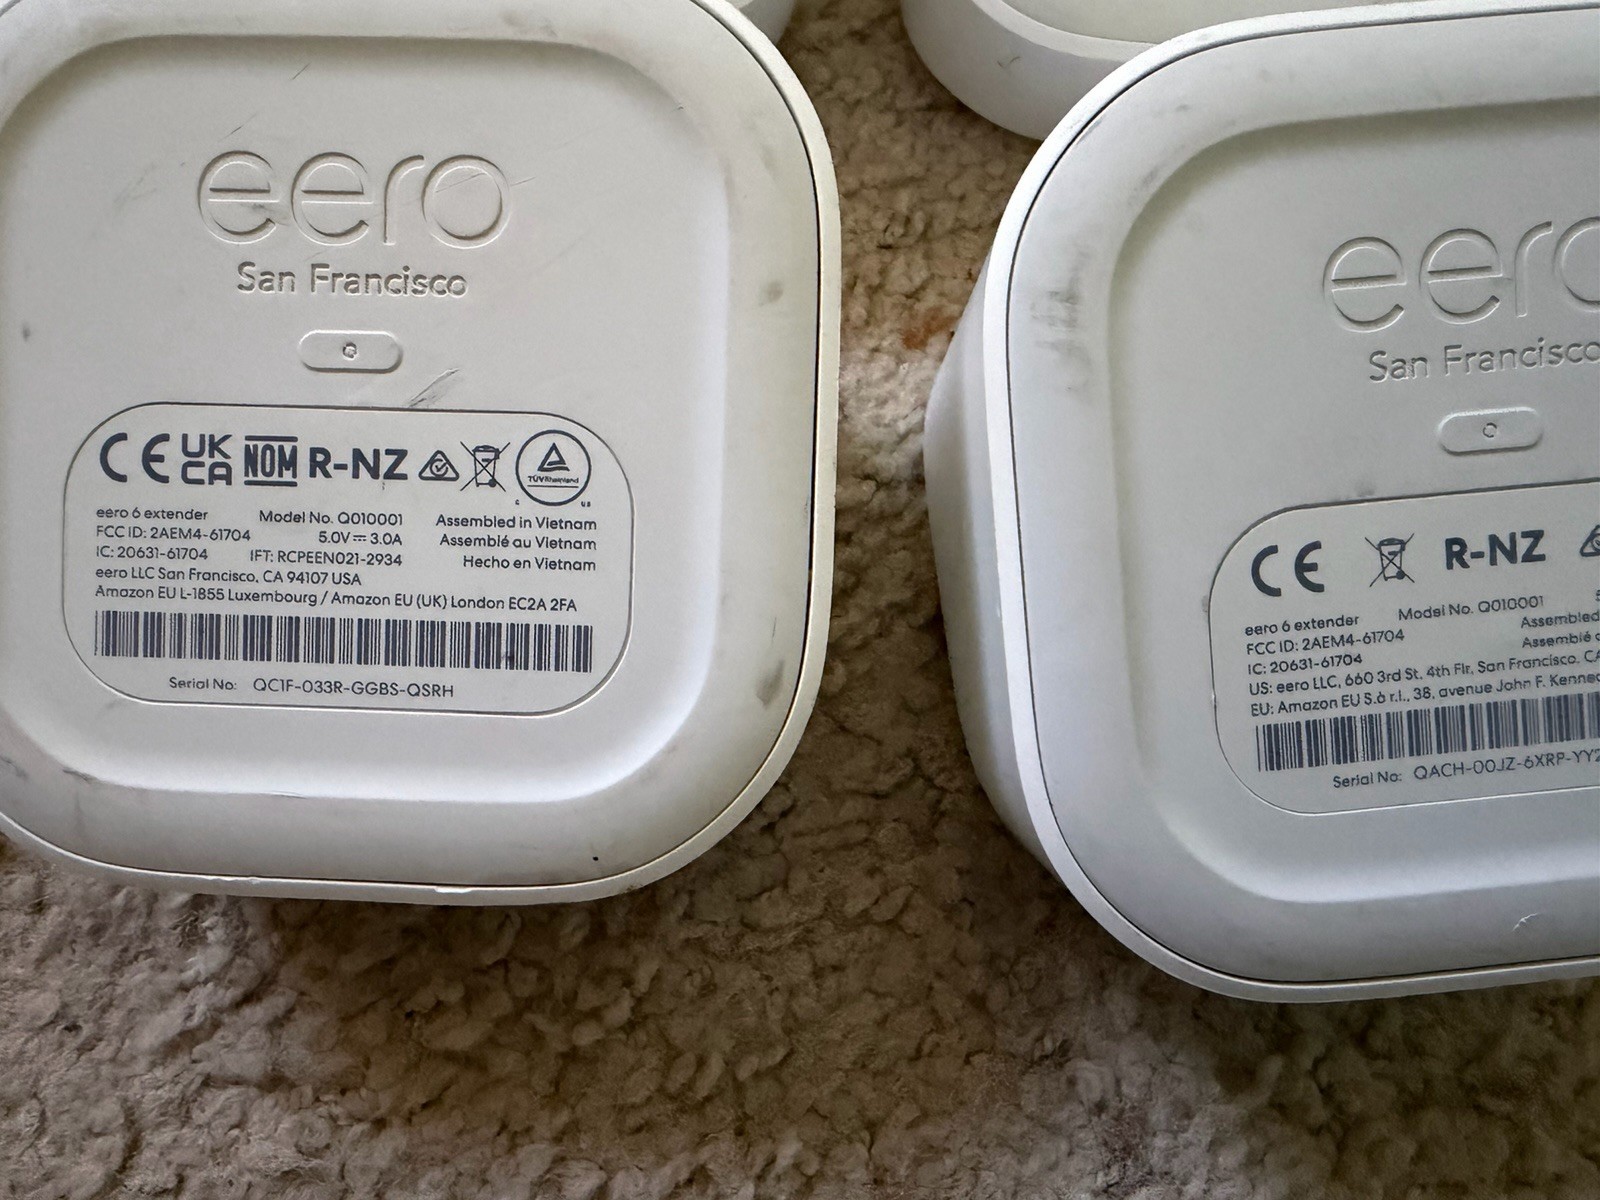 eero
San Francisco
CE UK CA NOM R-NZ
TÜVRheinland
C US
eero 6 extender Model No. Q010001 Assembled in Vietnam
FCC ID: 2AEM4-61704 5.0V 3.0A Assemblé au Vietnam
IC: 20631-61704 IFT: RCPEEN021-2934 Hecho en Vietnam
eero LLC San Francisco, CA 94107 USA
Amazon EU L-1855 Luxembourg / Amazon EU (UK) London EC2A 2FA
Serial No: QC1F-033R-GGBS-QSRH
eero
San Francisco
CE R-NZ
eero 6 extender Model No. Q010001
FCC ID: 2AEM4-61704 Assembled
IC: 20631-61704 Assemblé
US: eero LLC, 660 3rd St. 4th Flr, San Francisco, CA
EU: Amazon EU S.à r.l., 38, avenue John F.
Serial No: QACH-00JZ-6XRP-